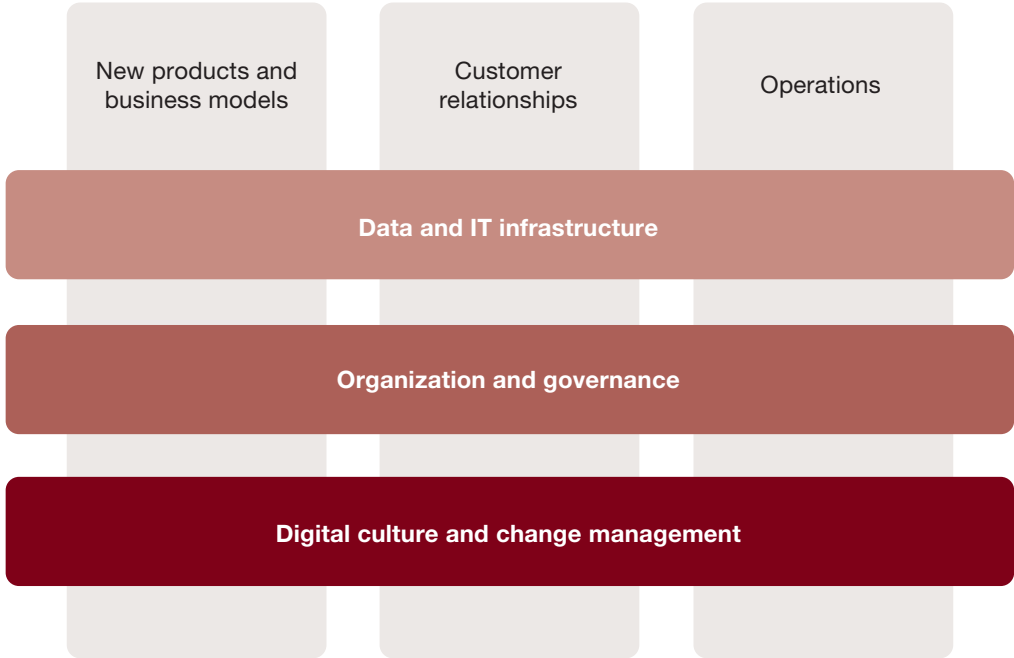 New products and
business models
Customer
relationships
Operations
Data and IT infrastructure
Organization and governance
Digital culture and change management